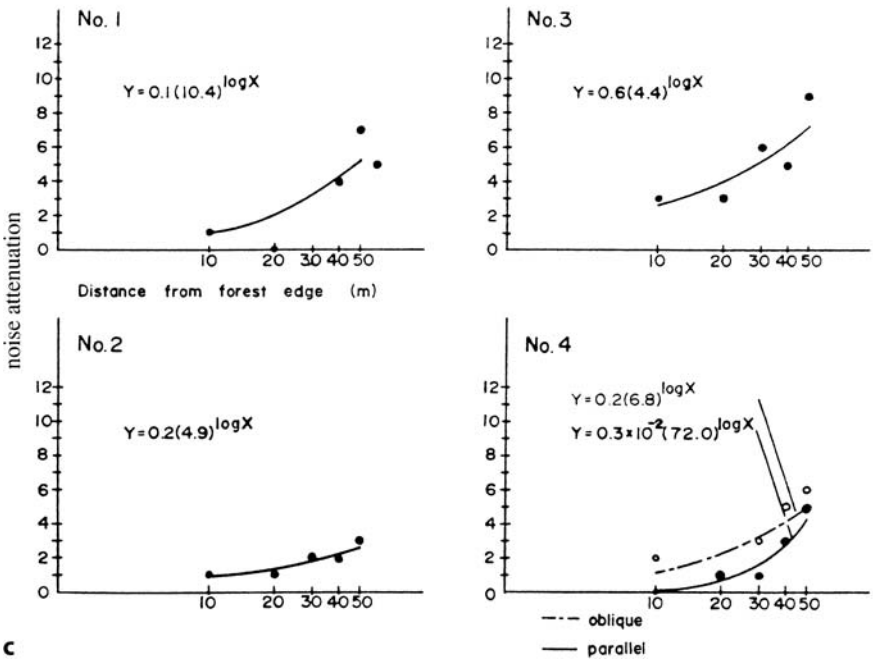 No. 1
12
10
8
6
4
2
0
Y=0.1(10.4)^logX
10 20 30 40 50
Distance from forest edge (m)
No. 3
12
10
8
6
4
2
0
Y=0.6(4.4)^logX
10 20 30 40 50
noise attenuation
No. 2
12
10
8
6
4
2
0
Y=0.2(4.9)^logX
10 20 30 40 50
No. 4
12
10
8
6
4
2
0
Y=0.2(6.8)^logX
Y=0.3×10^-2(72.0)^logX
10 20 30 40 50
oblique
parallel
c